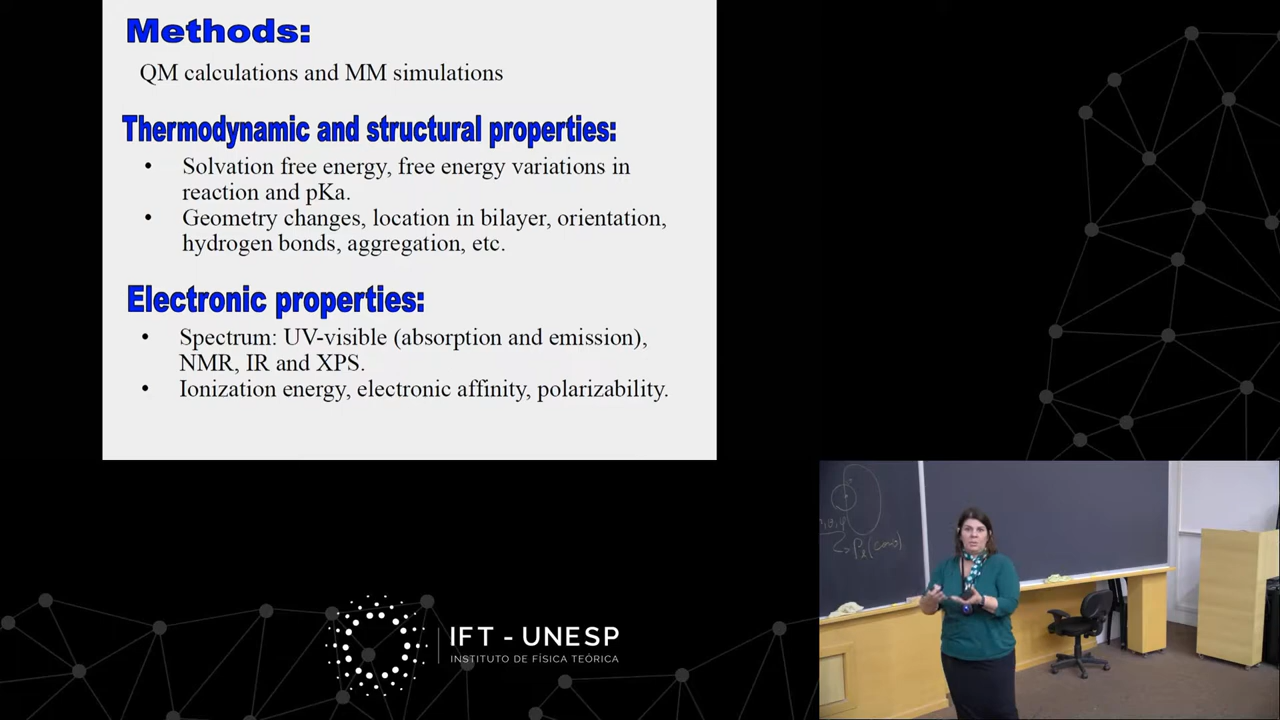 Methods:
QM calculations and MM simulations
Thermodynamic and structural properties:
• Solvation free energy, free energy variations in
reaction and pKa.
• Geometry changes, location in bilayer, orientation,
hydrogen bonds, aggregation, etc.
Electronic properties:
• Spectrum: UV-visible (absorption and emission),
NMR, IR and XPS.
• Ionization energy, electronic affinity, polarizability.
IFT - UNESP
INSTITUTO DE FÍSICA TEÓRICA